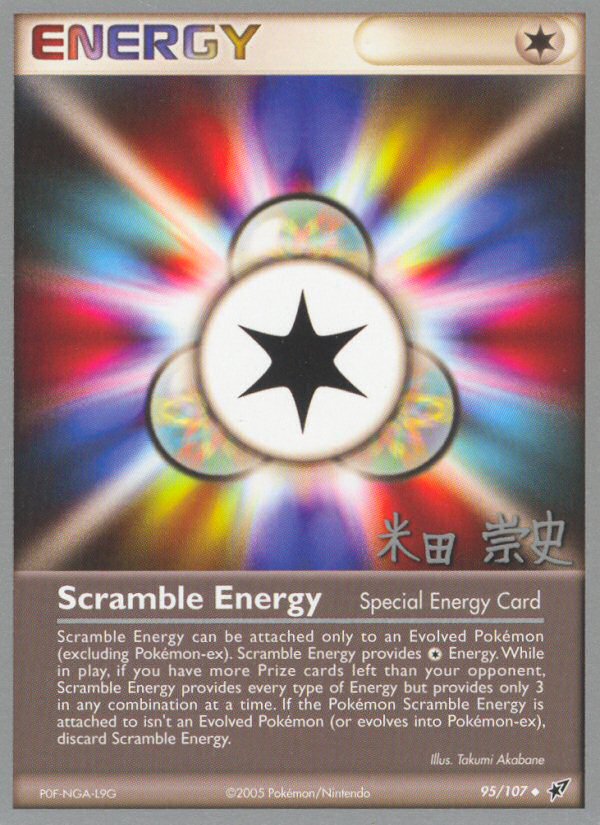 ENERGY
米田 崇史
Scramble Energy Special Energy Card
Scramble Energy can be attached only to an Evolved Pokémon
(excluding Pokémon-ex). Scramble Energy provides Energy. While
in play, if you have more Prize cards left than your opponent,
Scramble Energy provides every type of Energy but provides only 3
in any combination at a time. If the Pokémon Scramble Energy is
attached to isn't an Evolved Pokémon (or evolves into Pokémon-ex),
discard Scramble Energy.
Illus. Takumi Akabane
P0F-NGA-L9G ©2005 Pokémon/Nintendo 95/107